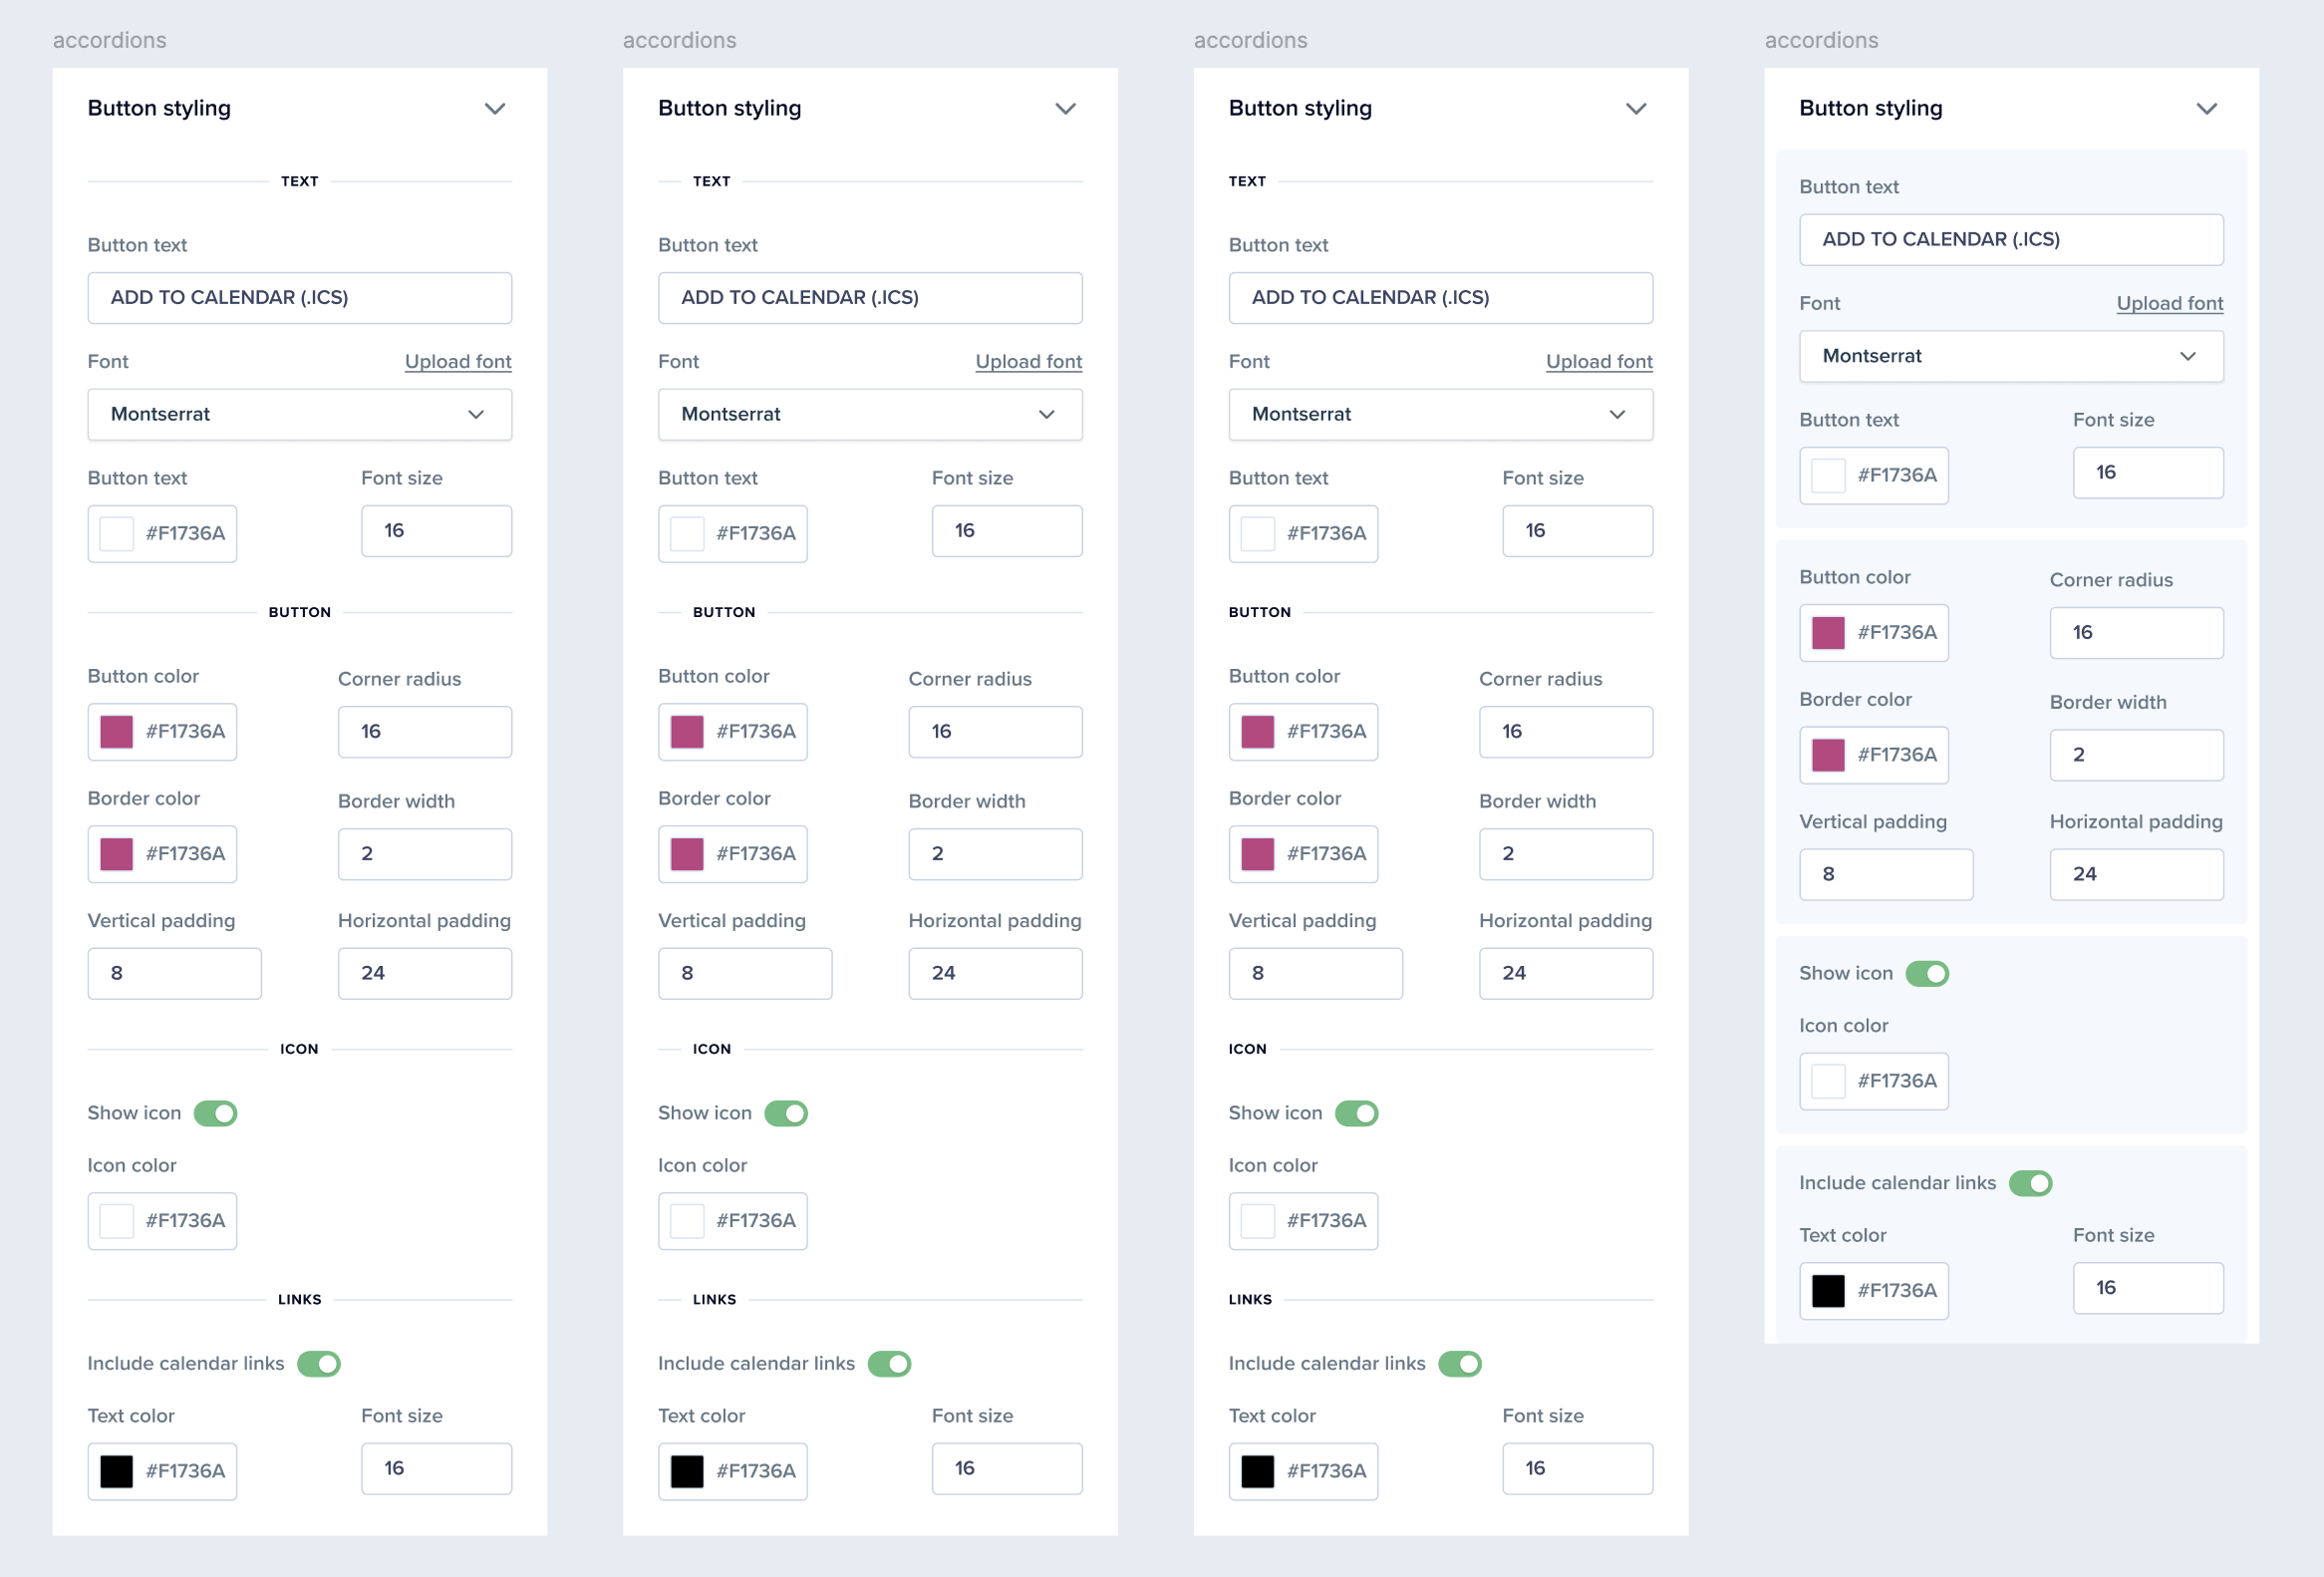 accordions
Button styling
TEXT
Button text
ADD TO CALENDAR (.ICS)
Font Upload font
Montserrat
Button text Font size
#F1736A 16
BUTTON
Button color Corner radius
#F1736A 16
Border color Border width
#F1736A 2
Vertical padding Horizontal padding
8 24
ICON
Show icon
Icon color
#F1736A
LINKS
Include calendar links
Text color Font size
#F1736A 16
accordions
Button styling
TEXT
Button text
ADD TO CALENDAR (.ICS)
Font Upload font
Montserrat
Button text Font size
#F1736A 16
BUTTON
Button color Corner radius
#F1736A 16
Border color Border width
#F1736A 2
Vertical padding Horizontal padding
8 24
ICON
Show icon
Icon color
#F1736A
LINKS
Include calendar links
Text color Font size
#F1736A 16
accordions
Button styling
TEXT
Button text
ADD TO CALENDAR (.ICS)
Font Upload font
Montserrat
Button text Font size
#F1736A 16
BUTTON
Button color Corner radius
#F1736A 16
Border color Border width
#F1736A 2
Vertical padding Horizontal padding
8 24
ICON
Show icon
Icon color
#F1736A
LINKS
Include calendar links
Text color Font size
#F1736A 16
accordions
Button styling
Button text
ADD TO CALENDAR (.ICS)
Font Upload font
Montserrat
Button text Font size
#F1736A 16
Button color Corner radius
#F1736A 16
Border color Border width
#F1736A 2
Vertical padding Horizontal padding
8 24
Show icon
Icon color
#F1736A
Include calendar links
Text color Font size
#F1736A 16